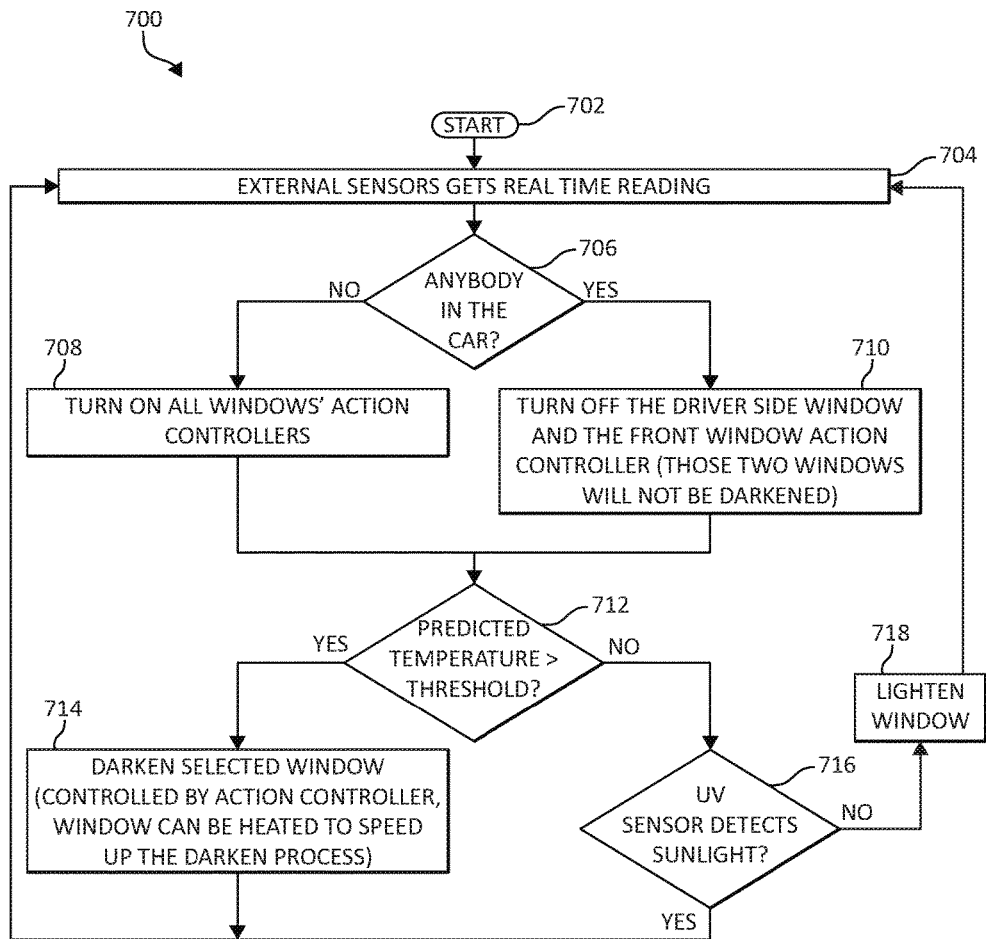 700
START
702
704
EXTERNAL SENSORS GETS REAL TIME READING
706
ANYBODY
IN THE
CAR?
NO
YES
708
TURN ON ALL WINDOWS' ACTION
CONTROLLERS
710
TURN OFF THE DRIVER SIDE WINDOW
AND THE FRONT WINDOW ACTION
CONTROLLER (THOSE TWO WINDOWS
WILL NOT BE DARKENED)
712
PREDICTED
TEMPERATURE >
THRESHOLD?
YES
NO
714
DARKEN SELECTED WINDOW
(CONTROLLED BY ACTION CONTROLLER,
WINDOW CAN BE HEATED TO SPEED
UP THE DARKEN PROCESS)
716
UV
SENSOR DETECTS
SUNLIGHT?
NO
YES
718
LIGHTEN
WINDOW